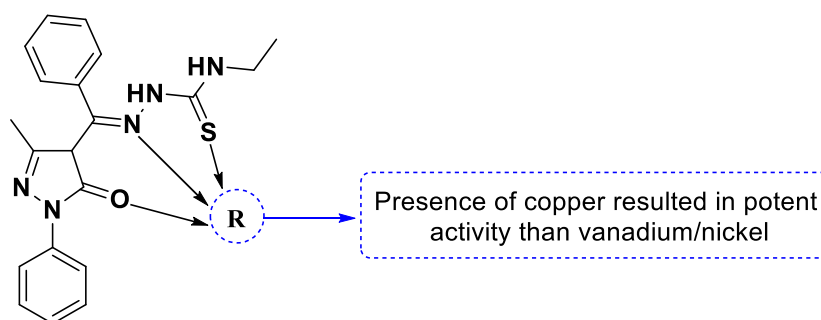 HN
HN
N
S
N
N
O
R
Presence of copper resulted in potent
activity than vanadium/nickel